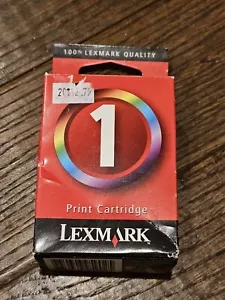 100% LEXMARK QUALITY
1
Print Cartridge
LEXMARK